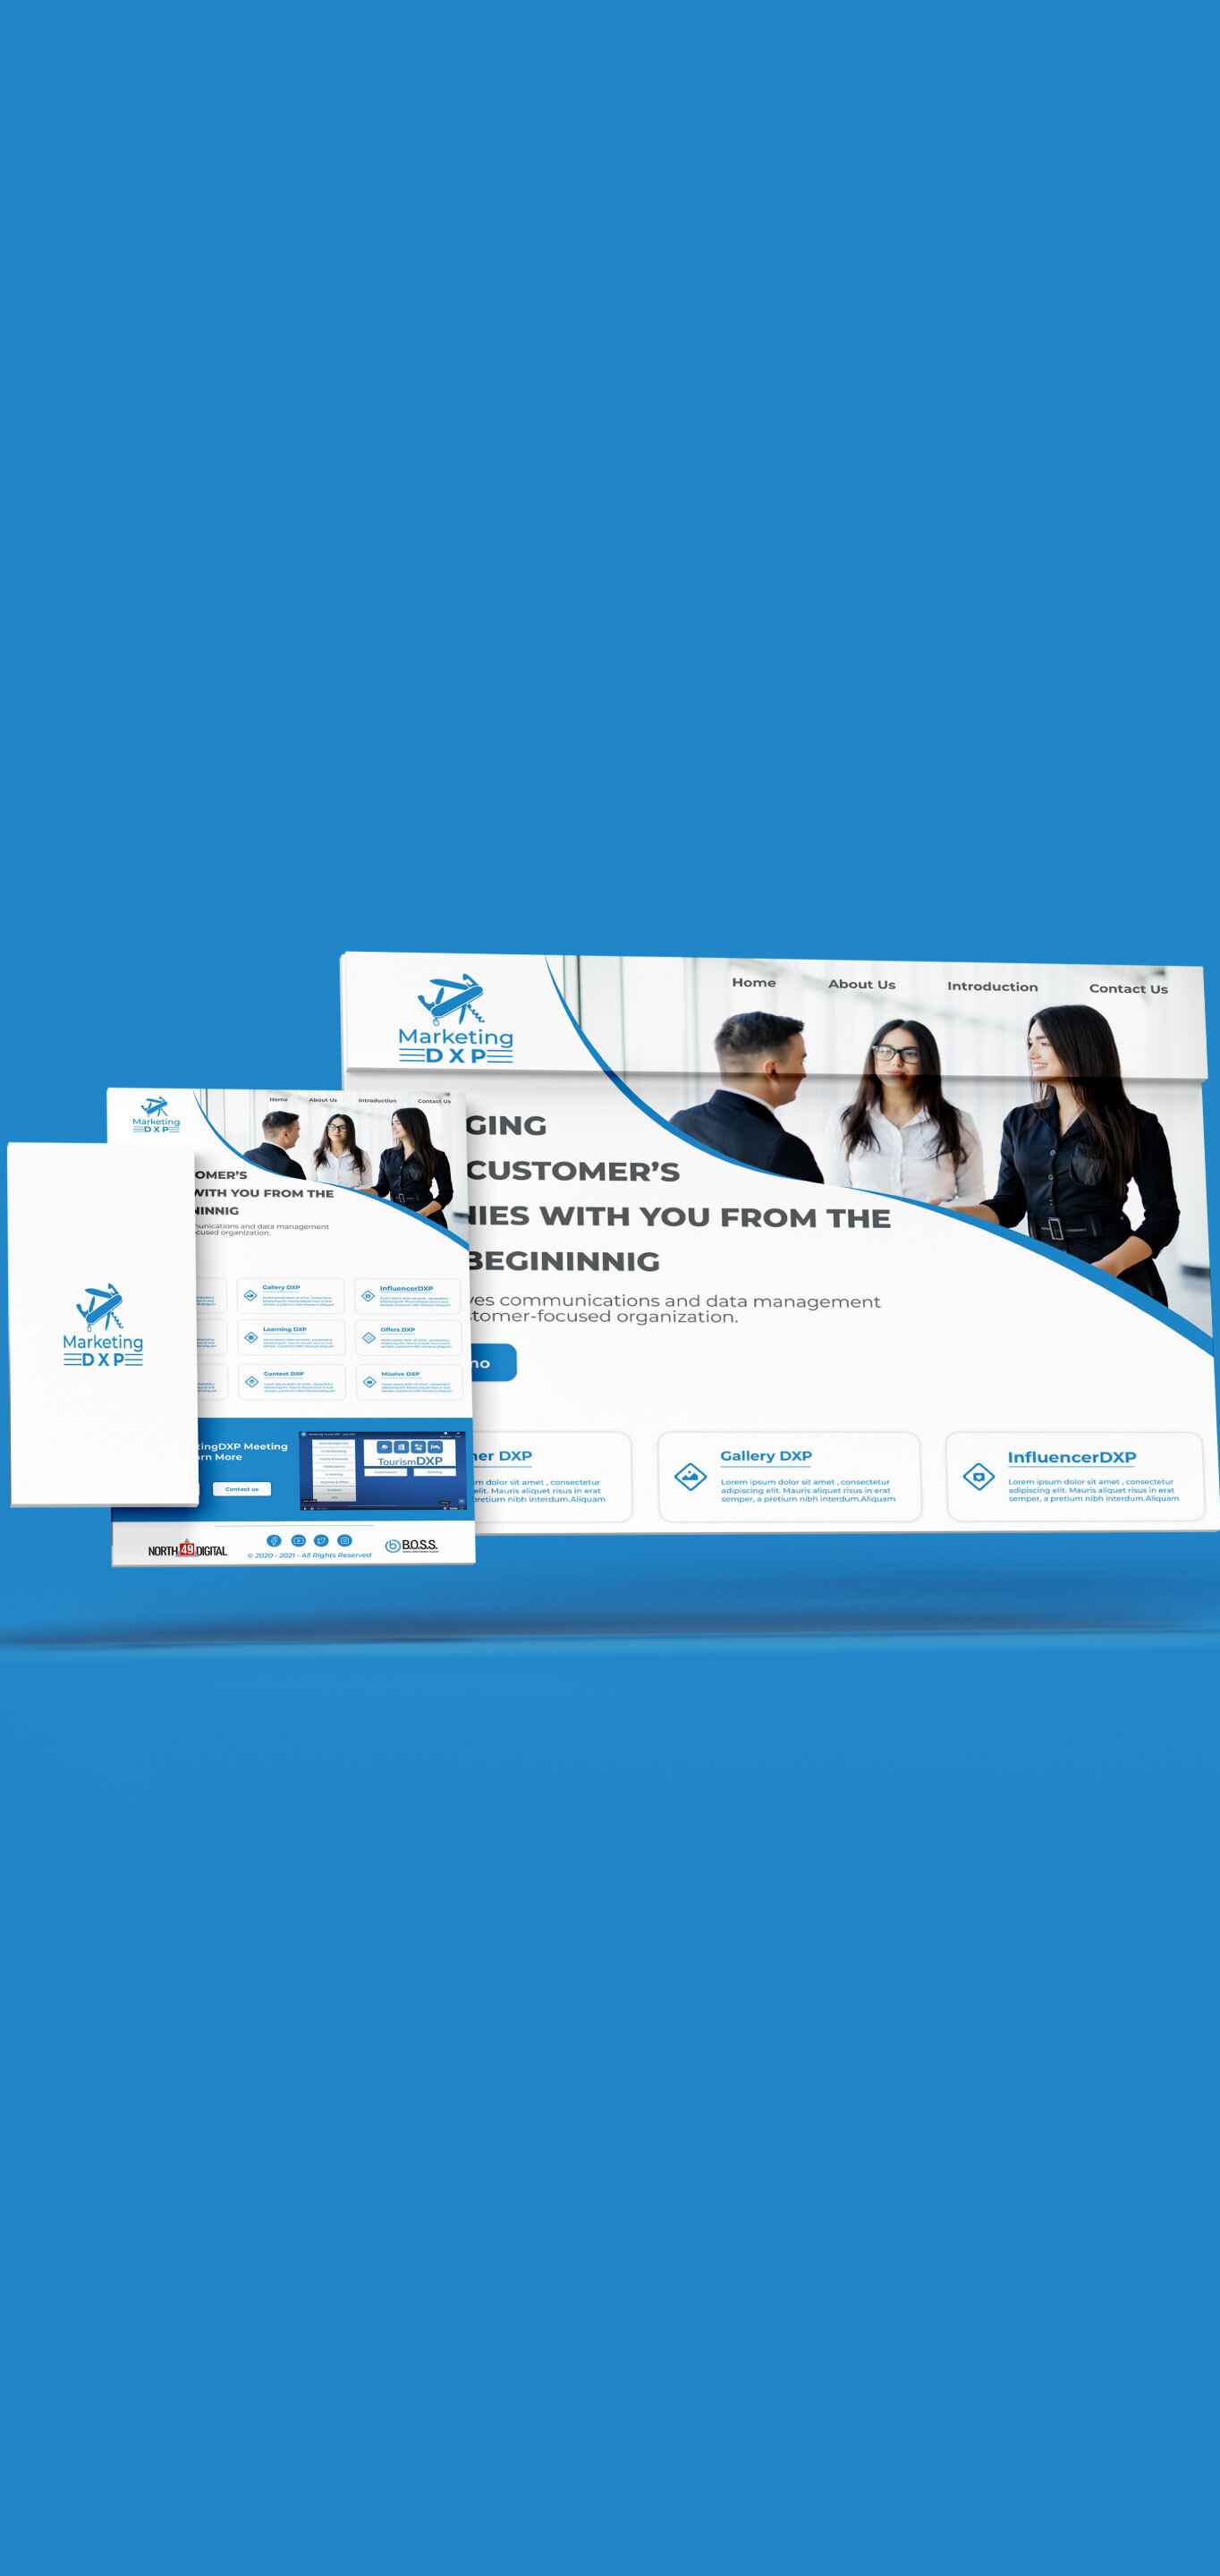 Home About Us Introduction Contact Us
Marketing
DXP
GING
CUSTOMER'S
NIES WITH YOU FROM THE
BEGININNIG
es communications and data management
tomer-focused organization.
no
er DXP
m dolor sit amet , consectetur
adipiscing elit. Mauris aliquet risus in erat
pretium nibh interdum.Aliquam
Gallery DXP
Lorem ipsum dolor sit amet , consectetur
adipiscing elit. Mauris aliquet risus in erat
semper, a pretium nibh interdum.Aliquam
InfluencerDXP
Lorem ipsum dolor sit amet , consectetur
adipiscing elit. Mauris aliquet risus in erat
semper, a pretium nibh interdum.Aliquam
Home About Us Introduction Contact Us
Marketing
DXP
OMER'S
WITH YOU FROM THE
NINNIG
unications and data management
cused organization.
Gallery DXP
InfluencerDXP
Learning DXP
Offers DXP
Contest DXP
Missive DXP
tingDXP Meeting
rn More
Contact us
TourismDXP
NORTH 49 DIGITAL
© 2020 - 2021 - All Rights Reserved
B.O.S.S.
Marketing
DXP